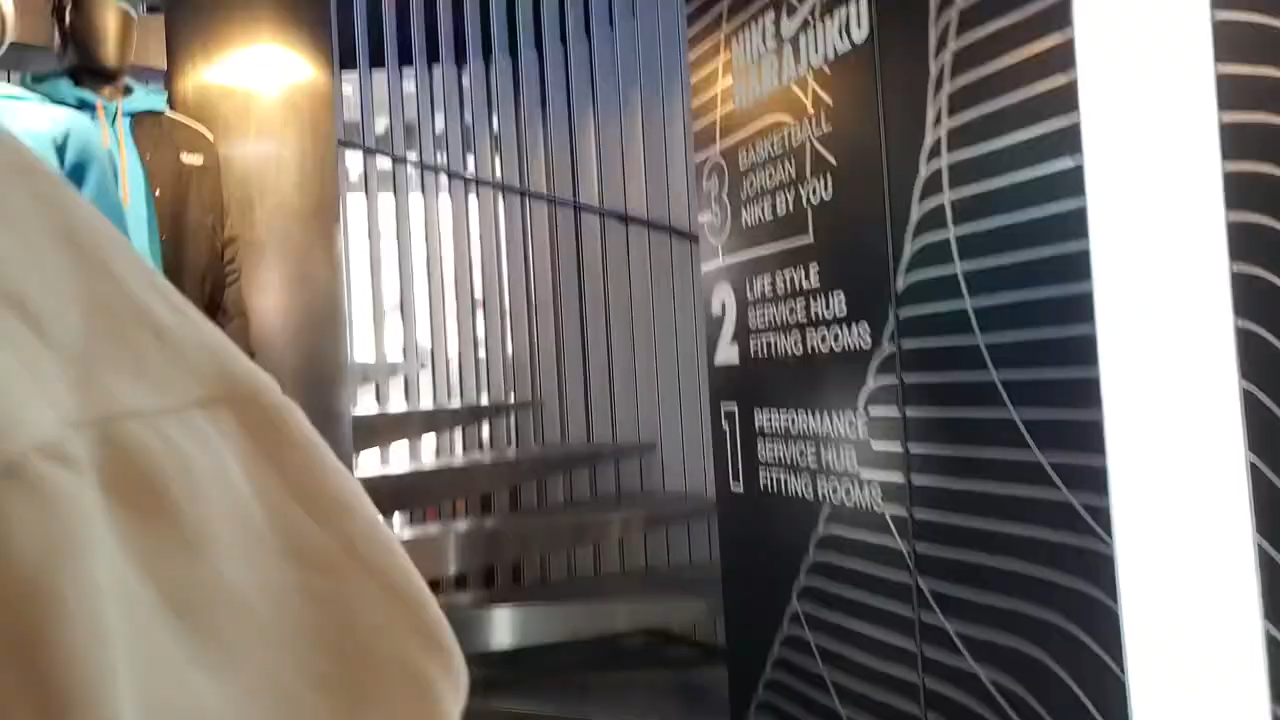 NIKE
HARAJUKU
3
BASKETBALL
JORDAN
NIKE BY YOU
2
LIFE STYLE
SERVICE HUB
FITTING ROOMS
1
PERFORMANCE
SERVICE HUB
FITTING ROOMS